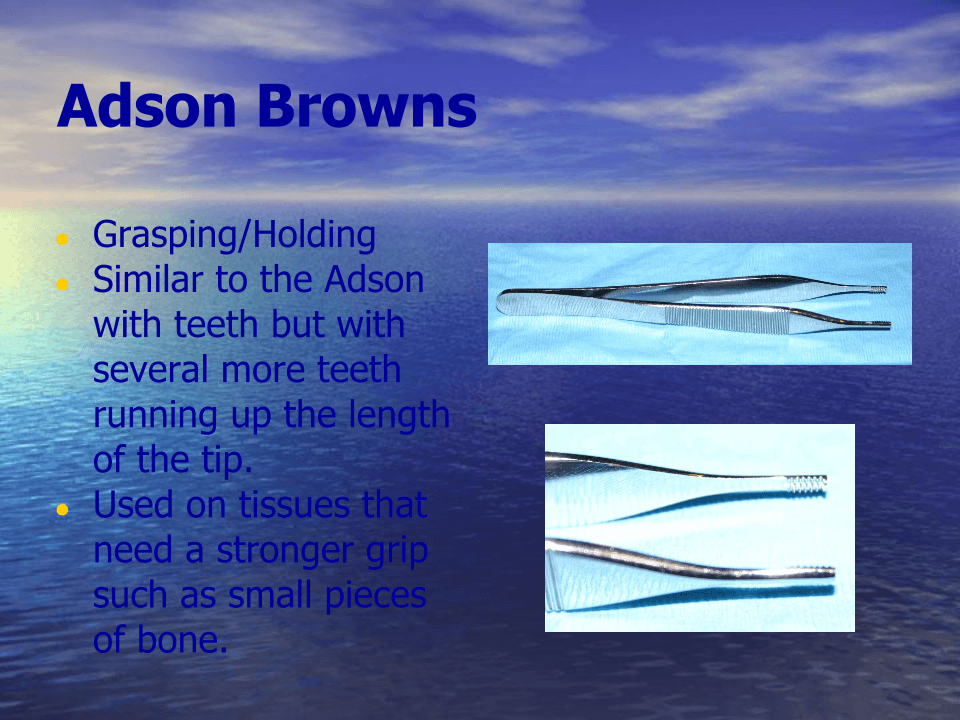 Adson Browns
Grasping/Holding
Similar to the Adson
with teeth but with
several more teeth
running up the length
of the tip.
Used on tissues that
need a stronger grip
such as small pieces
of bone.